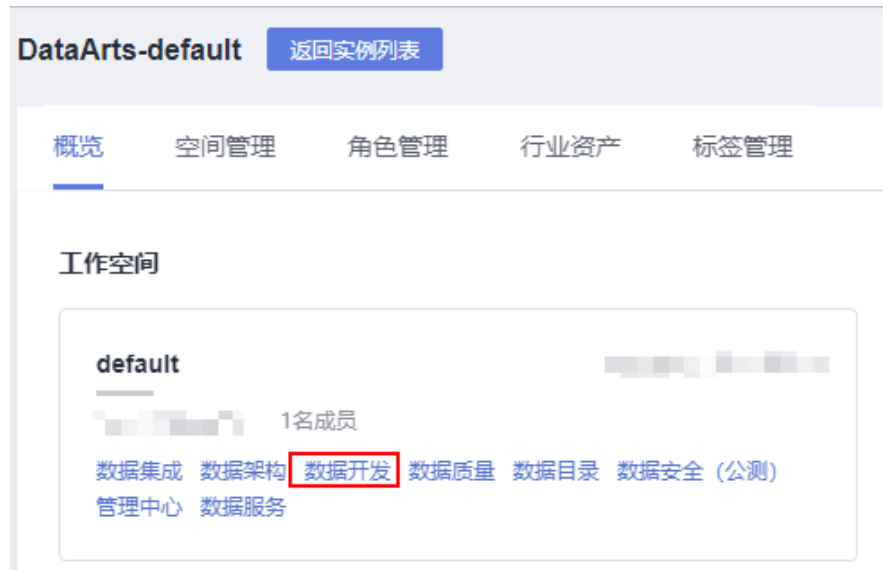 DataArts-default 返回实例列表
概览 空间管理 角色管理 行业资产 标签管理
工作空间
default
1名成员
数据集成 数据架构 数据开发 数据质量 数据目录 数据安全 (公测)
管理中心 数据服务